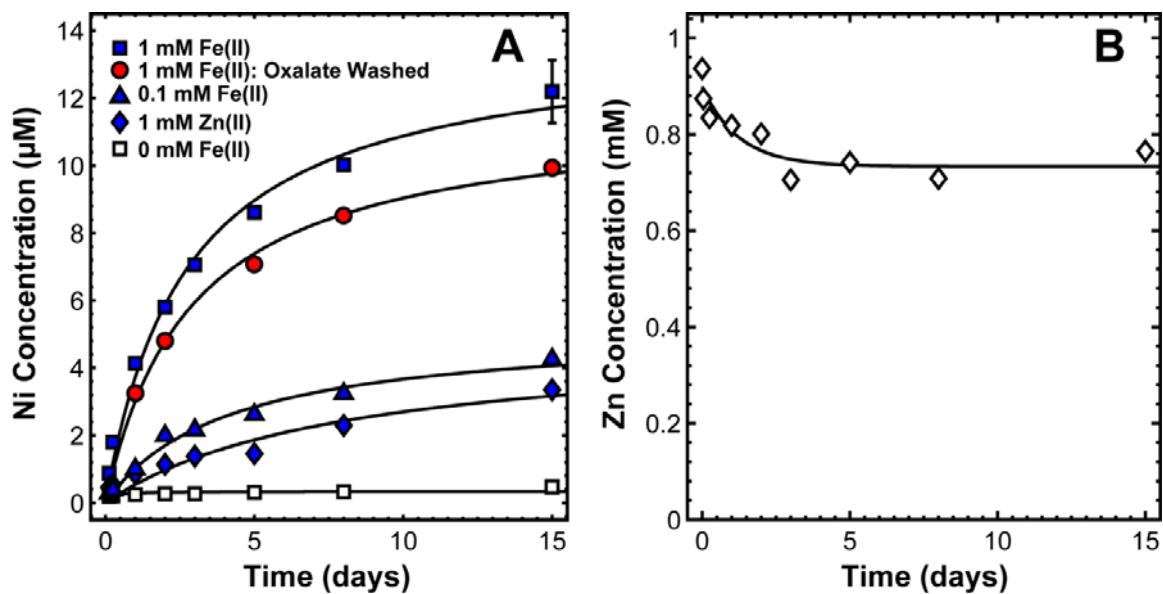 A
1 mM Fe(II)
1 mM Fe(II): Oxalate Washed
0.1 mM Fe(II)
1 mM Zn(II)
0 mM Fe(II)
Ni Concentration (µM)
14
12
10
8
6
4
2
0
0 5 10 15
Time (days)
B
Zn Concentration (mM)
1
0.8
0.6
0.4
0.2
0
0 5 10 15
Time (days)